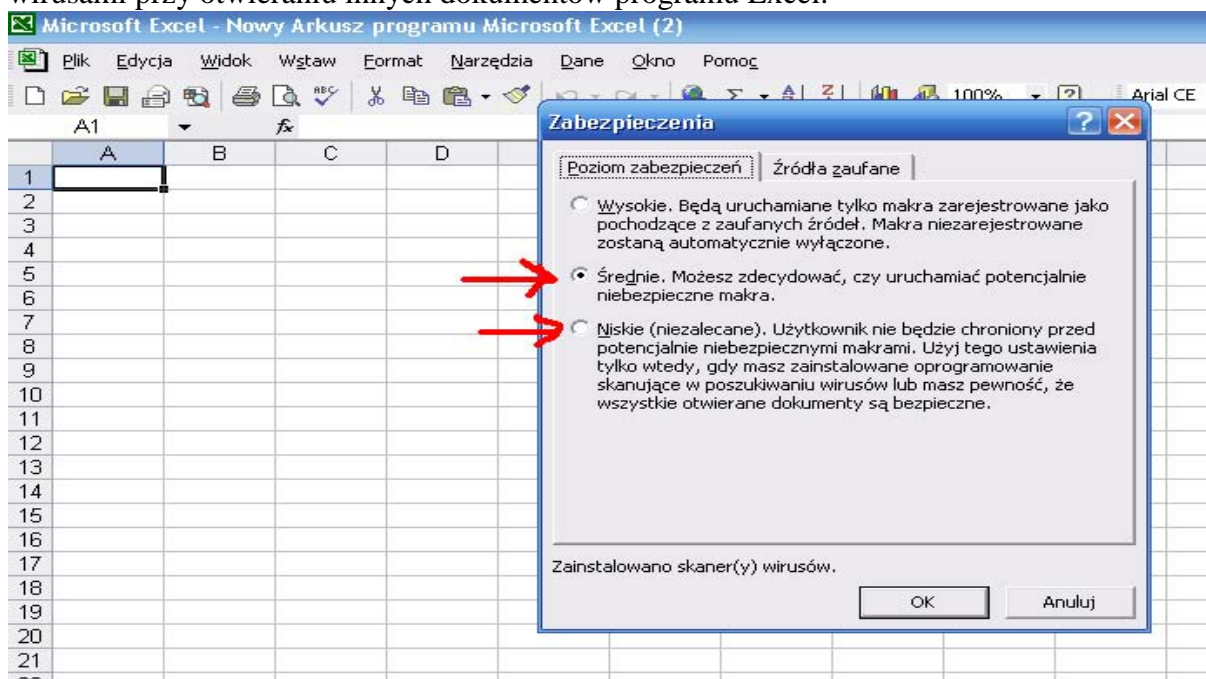 wirusami przy otwieraniu innych dokumentów programu Excel.
Microsoft Excel - Nowy Arkusz programu Microsoft Excel (2)
Plik Edycja Widok Wstaw Format Narzędzia Dane Okno Pomoc
100% Arial CE
A1 fx
Zabezpieczenia
A B C D
Poziom zabezpieczeń Źródła zaufane
Wysokie. Będą uruchamiane tylko makra zarejestrowane jako
pochodzące z zaufanych źródeł. Makra niezarejestrowane
zostaną automatycznie wyłączone.
Średnie. Możesz zdecydować, czy uruchamiać potencjalnie
niebezpieczne makra.
Niskie (niezalecane). Użytkownik nie będzie chroniony przed
potencjalnie niebezpiecznymi makrami. Użyj tego ustawienia
tylko wtedy, gdy masz zainstalowane oprogramowanie
skanujące w poszukiwaniu wirusów lub masz pewność, że
wszystkie otwierane dokumenty są bezpieczne.
Zainstalowano skaner(y) wirusów.
OK Anuluj
1
2
3
4
5
6
7
8
9
10
11
12
13
14
15
16
17
18
19
20
21